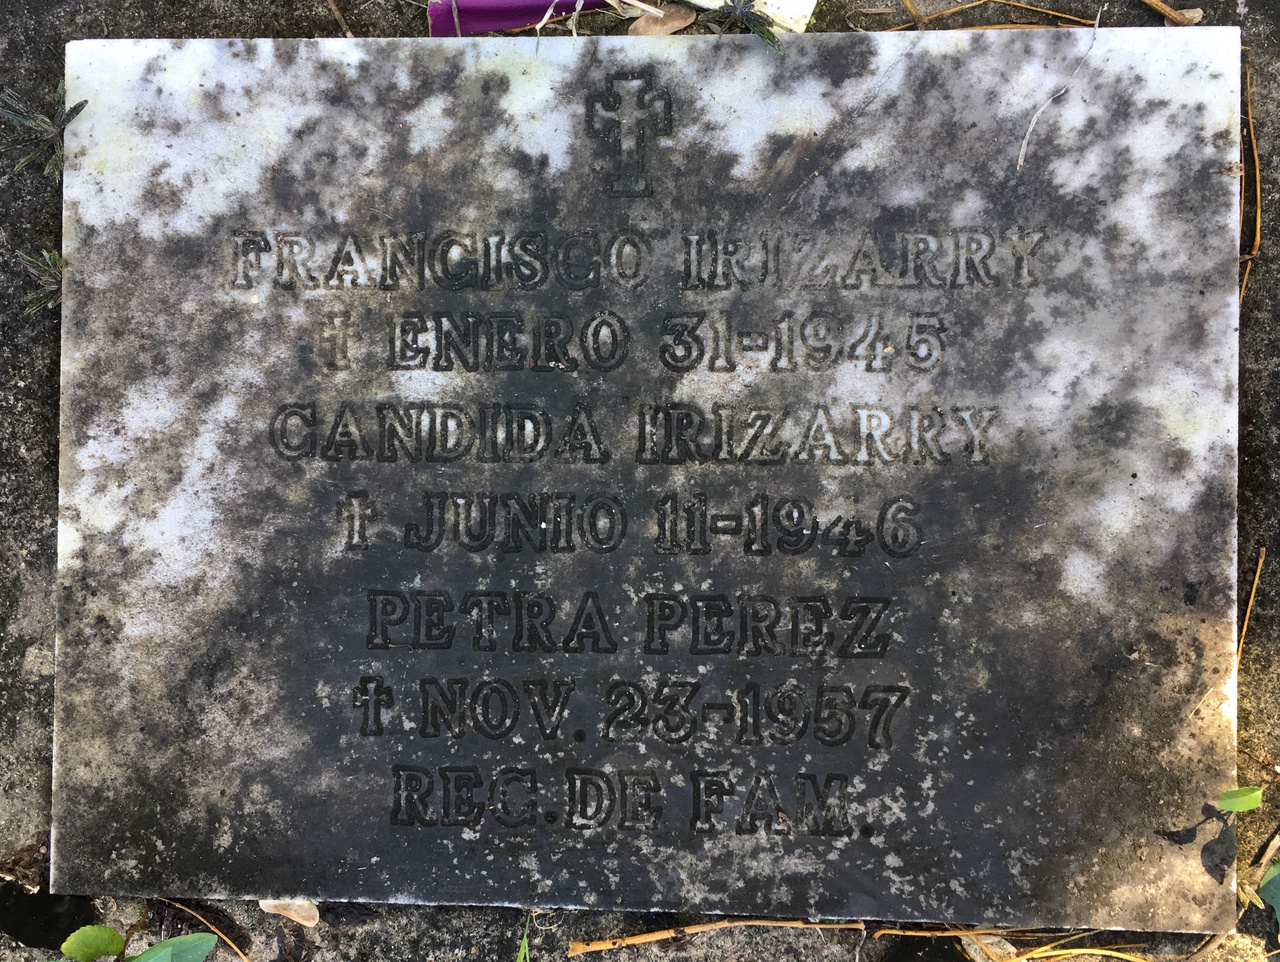 FRANCISCO IRIZARRY
† ENERO 31-1945
CANDIDA IRIZARRY
† JUNIO 11-1946
PETRA PEREZ
† NOV. 23-1957
REC. DE FAM.